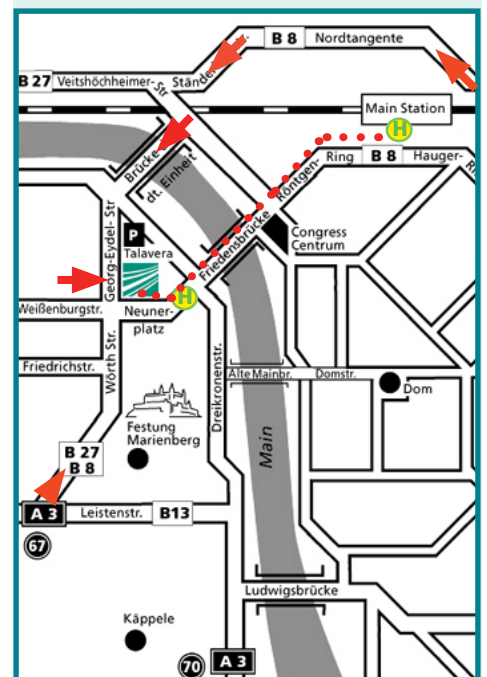 B 8 Nordtangente
B 27 Veitshöchheimer-Str
Ständer
Main Station
H
Brücke
dt. Einheit
Röntgen-
Ring B 8 Hauger-
Georg-Eydel-Str
P
Talavera
Friedensbrücke
Congress
Centrum
H
Weißenburgstr.
Neuner-
platz
Wörth Str.
Friedrichstr.
Dreikronenstr.
Alte Mainbr. Domstr.
Dom
Festung
Marienberg
Main
B 27
B 8
A 3 Leistenstr. B13
67
Ludwigsbrücke
Käppele
70 A 3